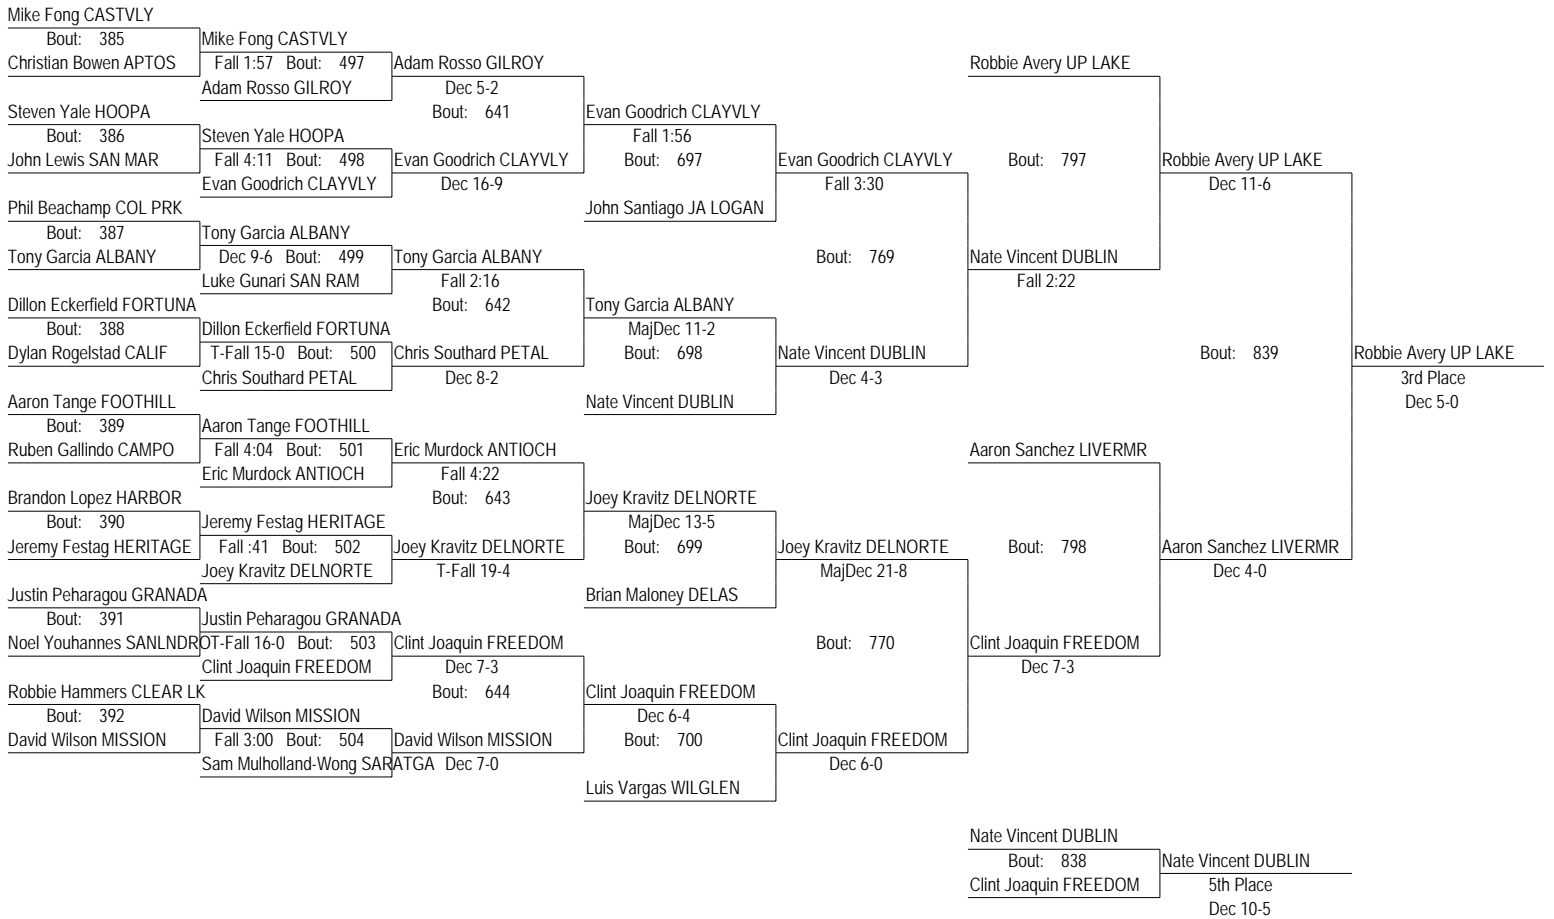 Mike Fong CASTVLY
Bout: 385 Mike Fong CASTVLY
Christian Bowen APTOS Fall 1:57 Bout: 497 Adam Rosso GILROY Robbie Avery UP LAKE
Adam Rosso GILROY Dec 5-2
Steven Yale HOOPA Bout: 641 Evan Goodrich CLAYVLY
Bout: 386 Steven Yale HOOPA Fall 1:56
John Lewis SAN MAR Fall 4:11 Bout: 498 Evan Goodrich CLAYVLY Bout: 697 Evan Goodrich CLAYVLY Bout: 797 Robbie Avery UP LAKE
Evan Goodrich CLAYVLY Dec 16-9 Fall 3:30 Dec 11-6
Phil Beachamp COL PRK John Santiago JA LOGAN
Bout: 387 Tony Garcia ALBANY
Tony Garcia ALBANY Dec 9-6 Bout: 499 Tony Garcia ALBANY Bout: 769 Nate Vincent DUBLIN
Luke Gunari SAN RAM Fall 2:16 Fall 2:22
Dillon Eckerfield FORTUNA Bout: 642 Tony Garcia ALBANY
Bout: 388 Dillon Eckerfield FORTUNA MajDec 11-2
Dylan Rogelstad CALIF T-Fall 15-0 Bout: 500 Chris Southard PETAL Bout: 698 Nate Vincent DUBLIN Bout: 839 Robbie Avery UP LAKE
Chris Southard PETAL Dec 8-2 Dec 4-3 3rd Place
Aaron Tange FOOTHILL Nate Vincent DUBLIN Dec 5-0
Bout: 389 Aaron Tange FOOTHILL
Ruben Gallindo CAMPO Fall 4:04 Bout: 501 Eric Murdock ANTIOCH Aaron Sanchez LIVERMR
Eric Murdock ANTIOCH Fall 4:22
Brandon Lopez HARBOR Bout: 643 Joey Kravitz DELNORTE
Bout: 390 Jeremy Festag HERITAGE MajDec 13-5
Jeremy Festag HERITAGE Fall :41 Bout: 502 Joey Kravitz DELNORTE Bout: 699 Joey Kravitz DELNORTE Bout: 798 Aaron Sanchez LIVERMR
Joey Kravitz DELNORTE T-Fall 19-4 MajDec 21-8 Dec 4-0
Justin Peharagou GRANADA Brian Maloney DELAS
Bout: 391 Justin Peharagou GRANADA
Noel Youhannes SANLNDRO T-Fall 16-0 Bout: 503 Clint Joaquin FREEDOM Bout: 770 Clint Joaquin FREEDOM
Clint Joaquin FREEDOM Dec 7-3 Dec 7-3
Robbie Hammers CLEAR LK Bout: 644 Clint Joaquin FREEDOM
Bout: 392 David Wilson MISSION Dec 6-4
David Wilson MISSION Fall 3:00 Bout: 504 David Wilson MISSION Bout: 700 Clint Joaquin FREEDOM
Sam Mulholland-Wong SARATGA Dec 7-0 Dec 6-0
Luis Vargas WILGLEN
Nate Vincent DUBLIN
Bout: 838 Nate Vincent DUBLIN
Clint Joaquin FREEDOM 5th Place
Dec 10-5